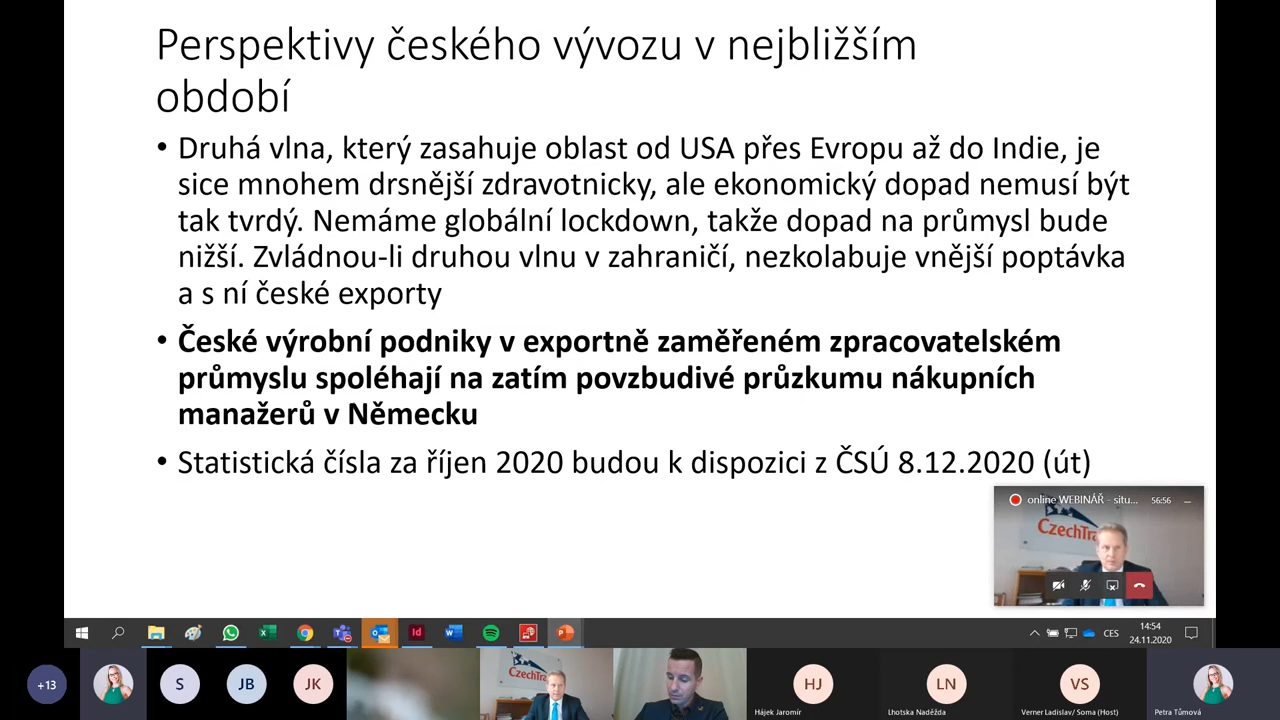 Perspektivy českého vývozu v nejbližším
období
• Druhá vlna, který zasahuje oblast od USA přes Evropu až do Indie, je
sice mnohem drsnější zdravotnicky, ale ekonomický dopad nemusí být
tak tvrdý. Nemáme globální lockdown, takže dopad na průmysl bude
nižší. Zvládnou-li druhou vlnu v zahraničí, nezkolabuje vnější poptávka
a s ní české exporty
• České výrobní podniky v exportně zaměřeném zpracovatelském
průmyslu spoléhají na zatím povzbudivé průzkumu nákupních
manažerů v Německu
• Statistická čísla za říjen 2020 budou k dispozici z ČSÚ 8.12.2020 (út)
online WEBINÁŘ - situ... 56:56
CzechTra
CES
14:54
24.11.2020
+13
S
JB
JK
CzechTra
HJ
LN
VS
Hájek Jaromír
Lhotska Naděžda
Verner Ladislav/ Soma (Host)
Petra Tůmová